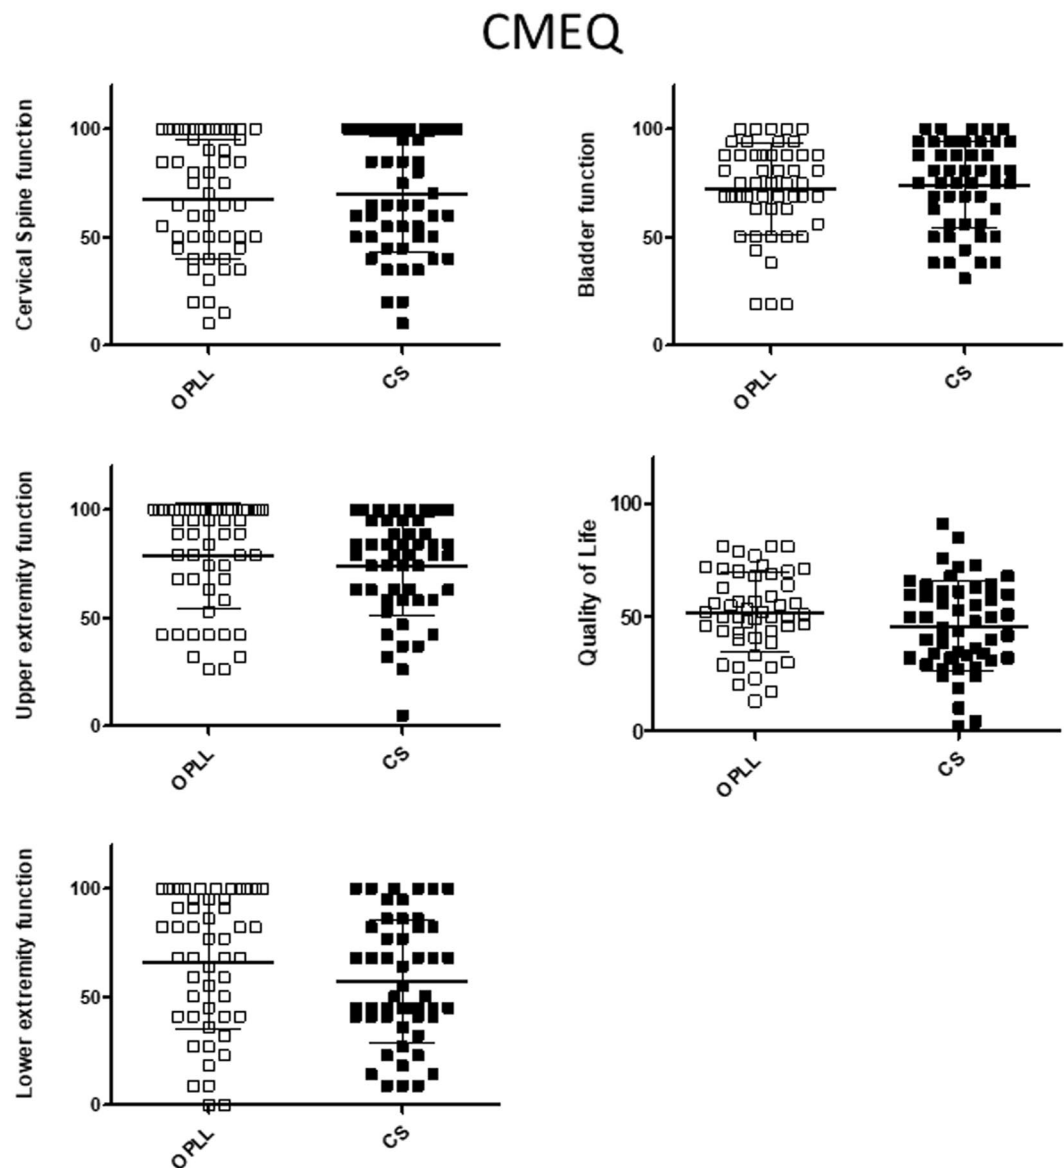 CMEQ
Cervical Spine function
100
50
0
OPLL
CS
Bladder function
100
50
0
OPLL
CS
Upper extremity function
100
50
0
OPLL
CS
Quality of Life
100
50
0
OPLL
CS
Lower extremity function
100
50
0
OPLL
CS